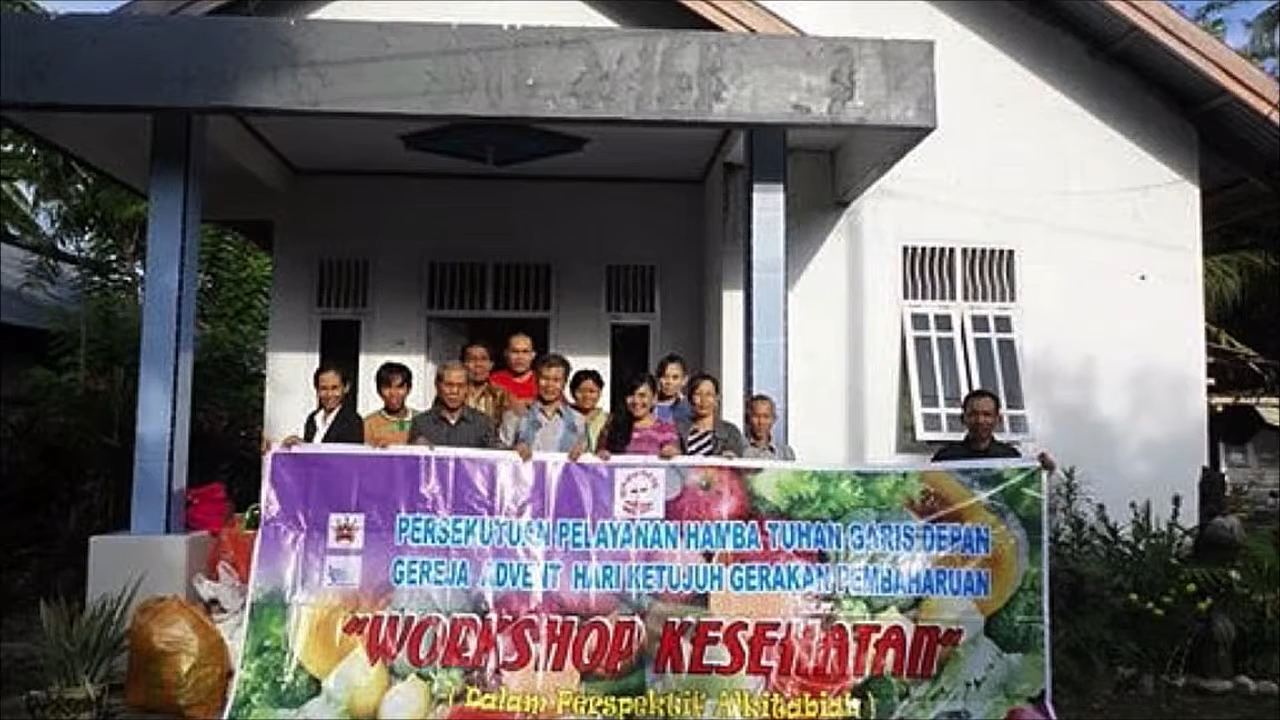 PERSEKUTUAN PELAYANAN HAMBA TUHAN GARIS DEPAN
GEREJA ADVENT HARI KETUJUH GERAKAN PEMBAHARUAN
"WORKSHOP KESEHATAN"
( Dalam Perspektif Alkitabiah )